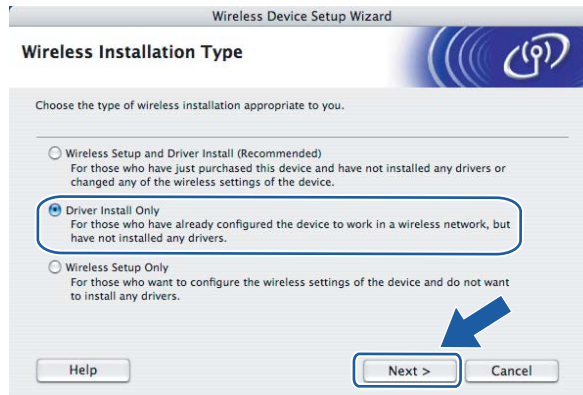 Wireless Device Setup Wizard
Wireless Installation Type
Choose the type of wireless installation appropriate to you.
Wireless Setup and Driver Install (Recommended)
For those who have just purchased this device and have not installed any drivers or
changed any of the wireless settings of the device.
Driver Install Only
For those who have already configured the device to work in a wireless network, but
have not installed any drivers.
Wireless Setup Only
For those who want to configure the wireless settings of the device and do not want
to install any drivers.
Help
Next >
Cancel